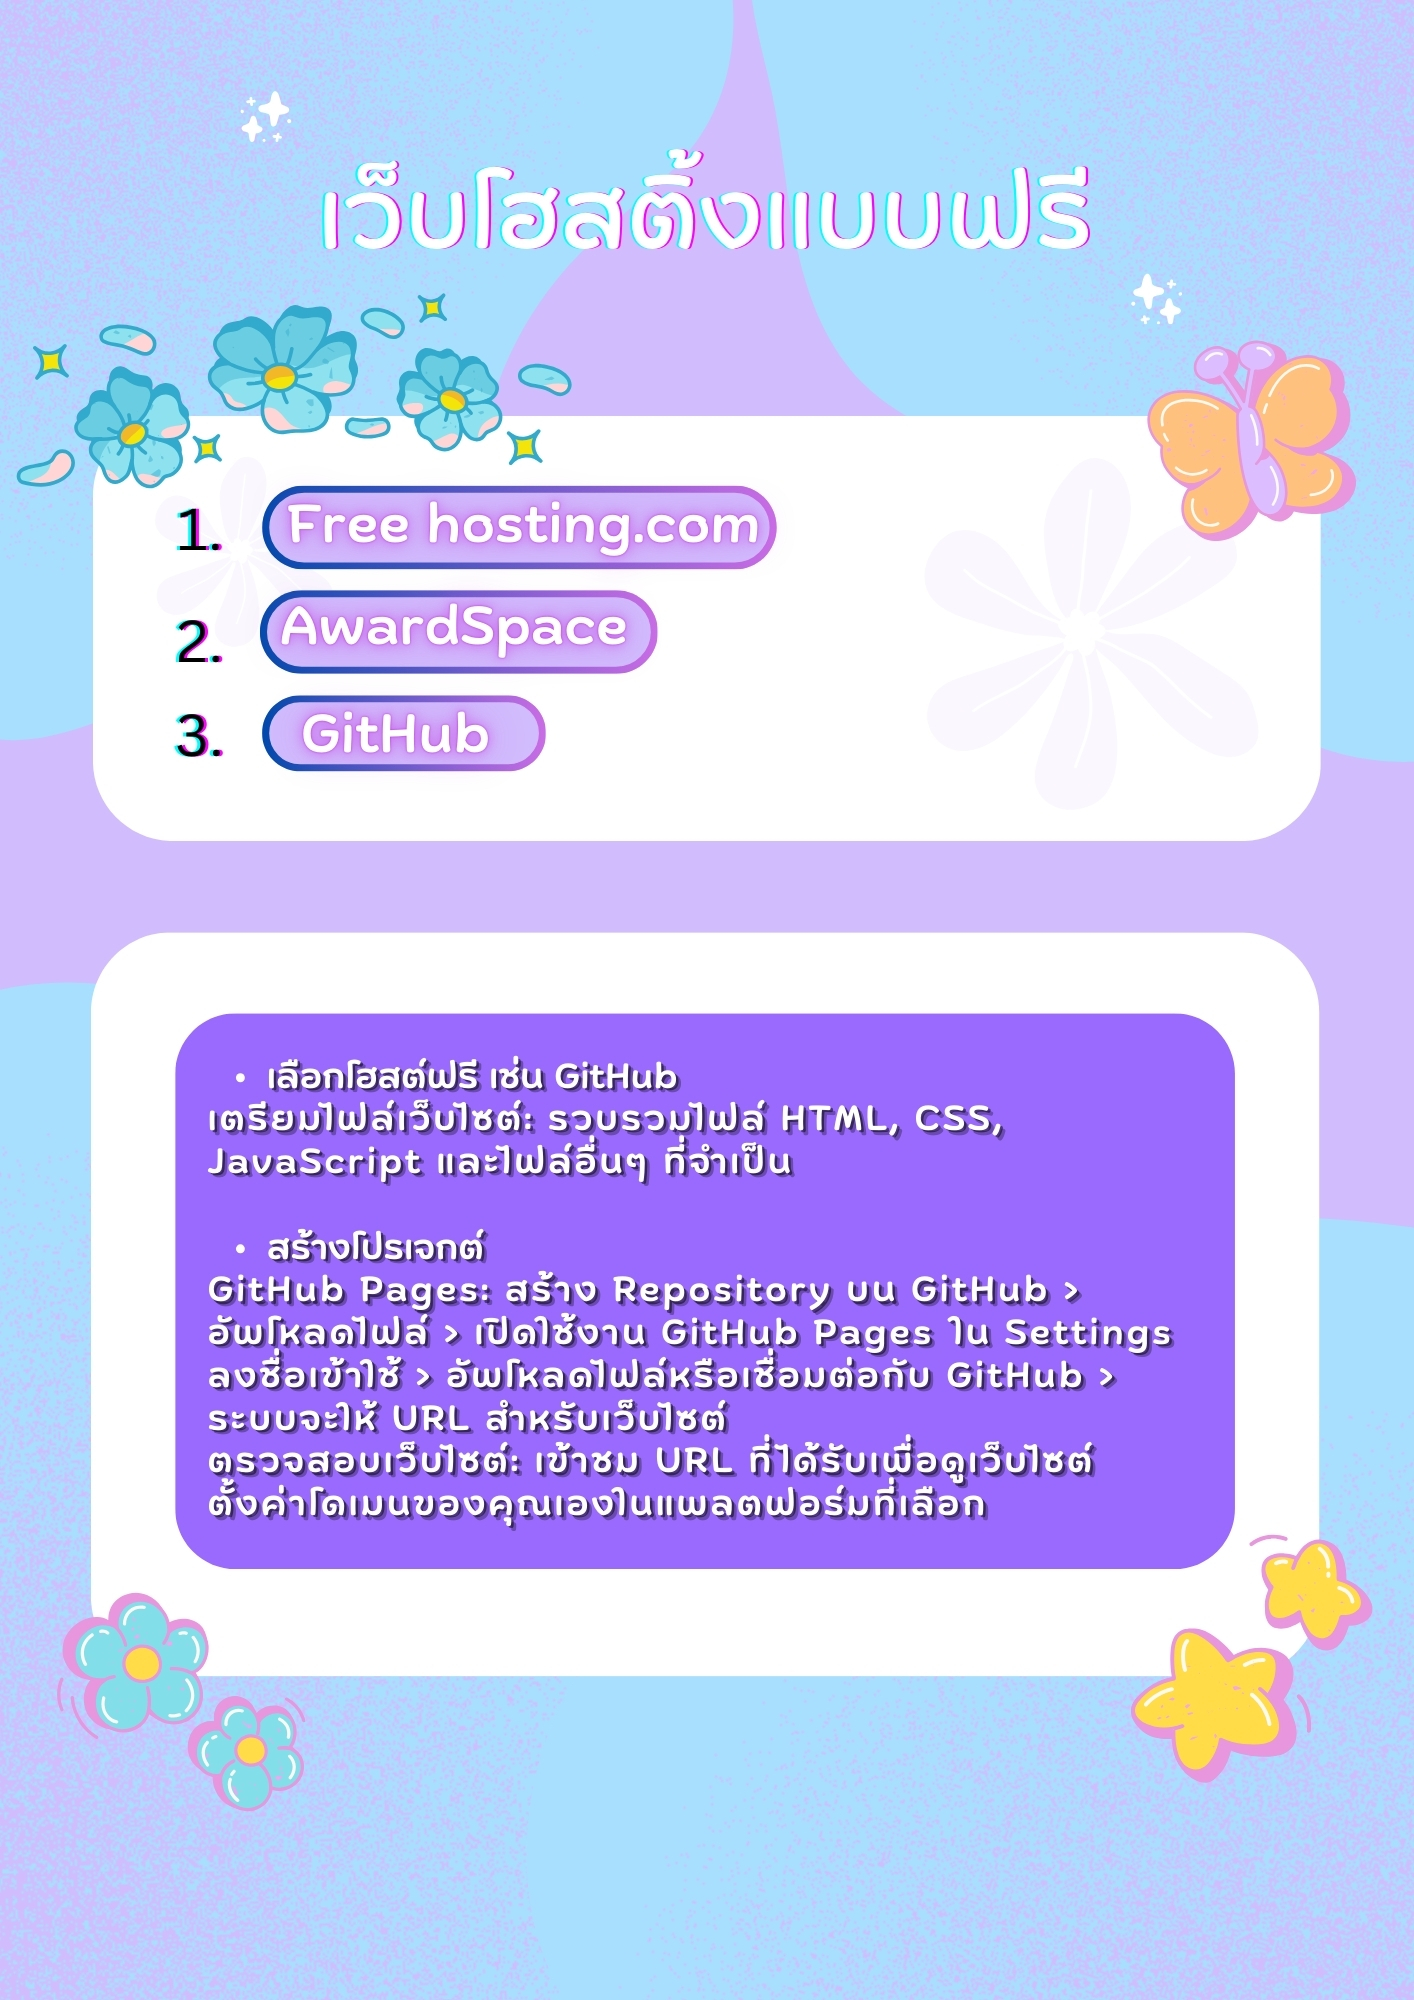 เว็บโฮสติ้งแบบฟรี
1. Free hosting.com
2. AwardSpace
3. GitHub
• เลือกโฮสต์ฟรี เช่น GitHub
เตรียมไฟล์เว็บไซต์: รวบรวมไฟล์ HTML, CSS,
JavaScript และไฟล์อื่นๆ ที่จำเป็น
• สร้างโปรเจกต์
GitHub Pages: สร้าง Repository บน GitHub >
อัพโหลดไฟล์ > เปิดใช้งาน GitHub Pages ใน Settings
ลงชื่อเข้าใช้ > อัพโหลดไฟล์หรือเชื่อมต่อกับ GitHub >
ระบบจะให้ URL สำหรับเว็บไซต์
ตรวจสอบเว็บไซต์: เข้าชม URL ที่ได้รับเพื่อดูเว็บไซต์
ตั้งค่าโดเมนของคุณเองในแพลตฟอร์มที่เลือก